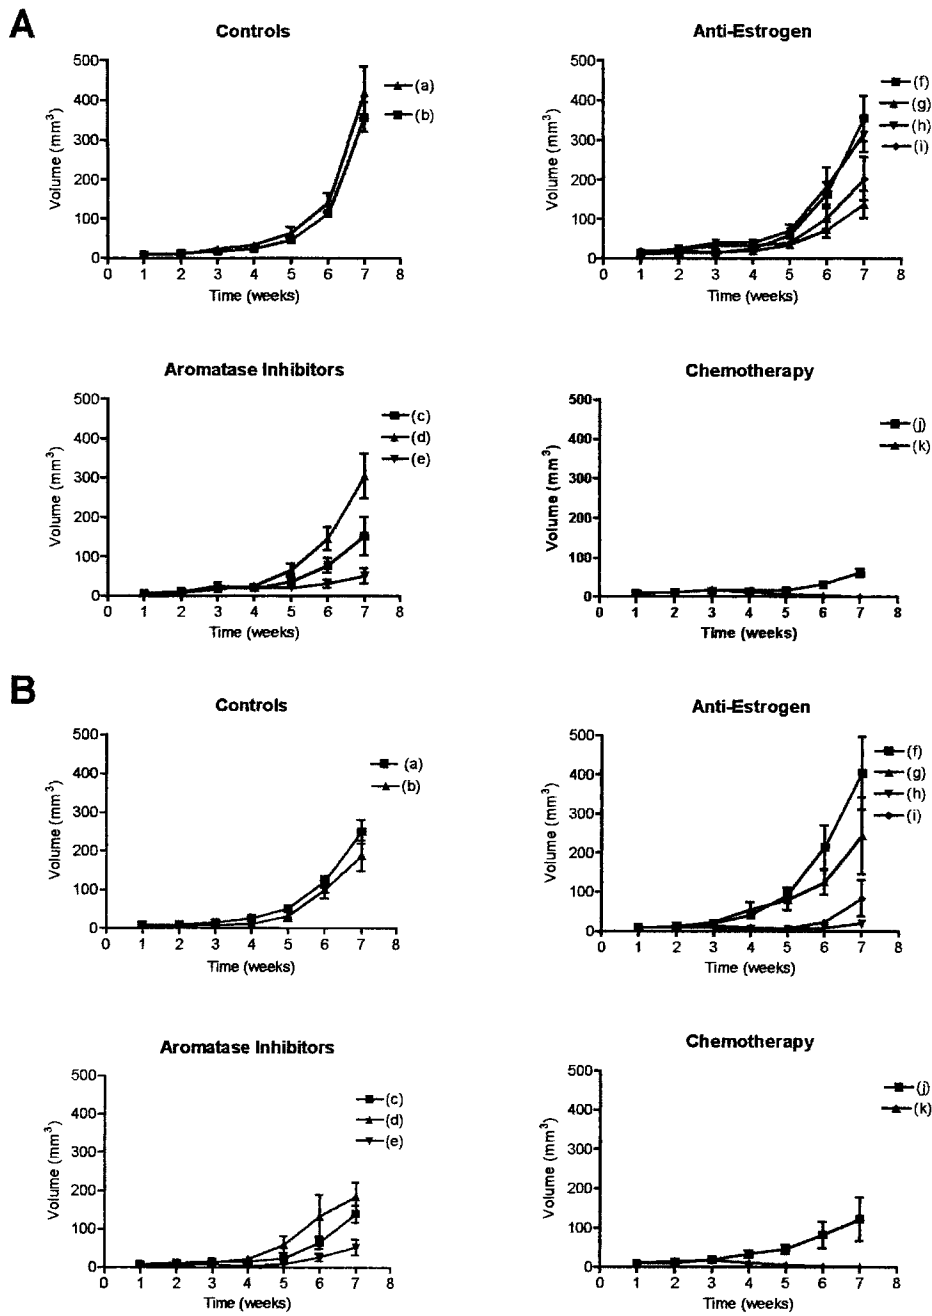 A
Controls
500
400
300
200
100
0
Volume (mm3)
0 1 2 3 4 5 6 7 8
Time (weeks)
(a)
(b)
Anti-Estrogen
500
400
300
200
100
0
Volume (mm3)
0 1 2 3 4 5 6 7 8
Time (weeks)
(f)
(g)
(h)
(i)
Aromatase Inhibitors
500
400
300
200
100
0
Volume (mm3)
0 1 2 3 4 5 6 7 8
Time (weeks)
(c)
(d)
(e)
Chemotherapy
500
400
300
200
100
0
Volume (mm3)
0 1 2 3 4 5 6 7 8
Time (weeks)
(j)
(k)
B
Controls
500
400
300
200
100
0
Volume (mm3)
0 1 2 3 4 5 6 7 8
Time (weeks)
(a)
(b)
Anti-Estrogen
500
400
300
200
100
0
Volume (mm3)
0 1 2 3 4 5 6 7 8
Time (weeks)
(f)
(g)
(h)
(i)
Aromatase Inhibitors
500
400
300
200
100
0
Volume (mm3)
0 1 2 3 4 5 6 7 8
Time (weeks)
(c)
(d)
(e)
Chemotherapy
500
400
300
200
100
0
Volume (mm3)
0 1 2 3 4 5 6 7 8
Time (weeks)
(j)
(k)